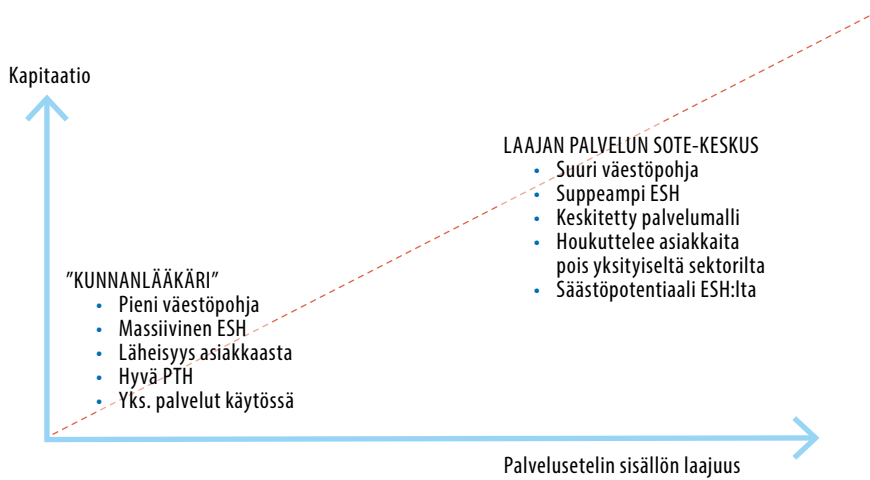 Kapitaatio
LAAJAN PALVELUN SOTE-KESKUS
• Suuri väestöpohja
• Suppeampi ESH
• Keskitetty palvelumalli
• Houkuttelee asiakkaita
pois yksityiseltä sektorilta
• Säästöpotentiaali ESH:lta
”KUNNANLÄÄKÄRI”
• Pieni väestöpohja
• Massiivinen ESH
• Läheisyys asiakkaasta
• Hyvä PTH
• Yks. palvelut käytössä
Palvelusetelin sisällön laajuus